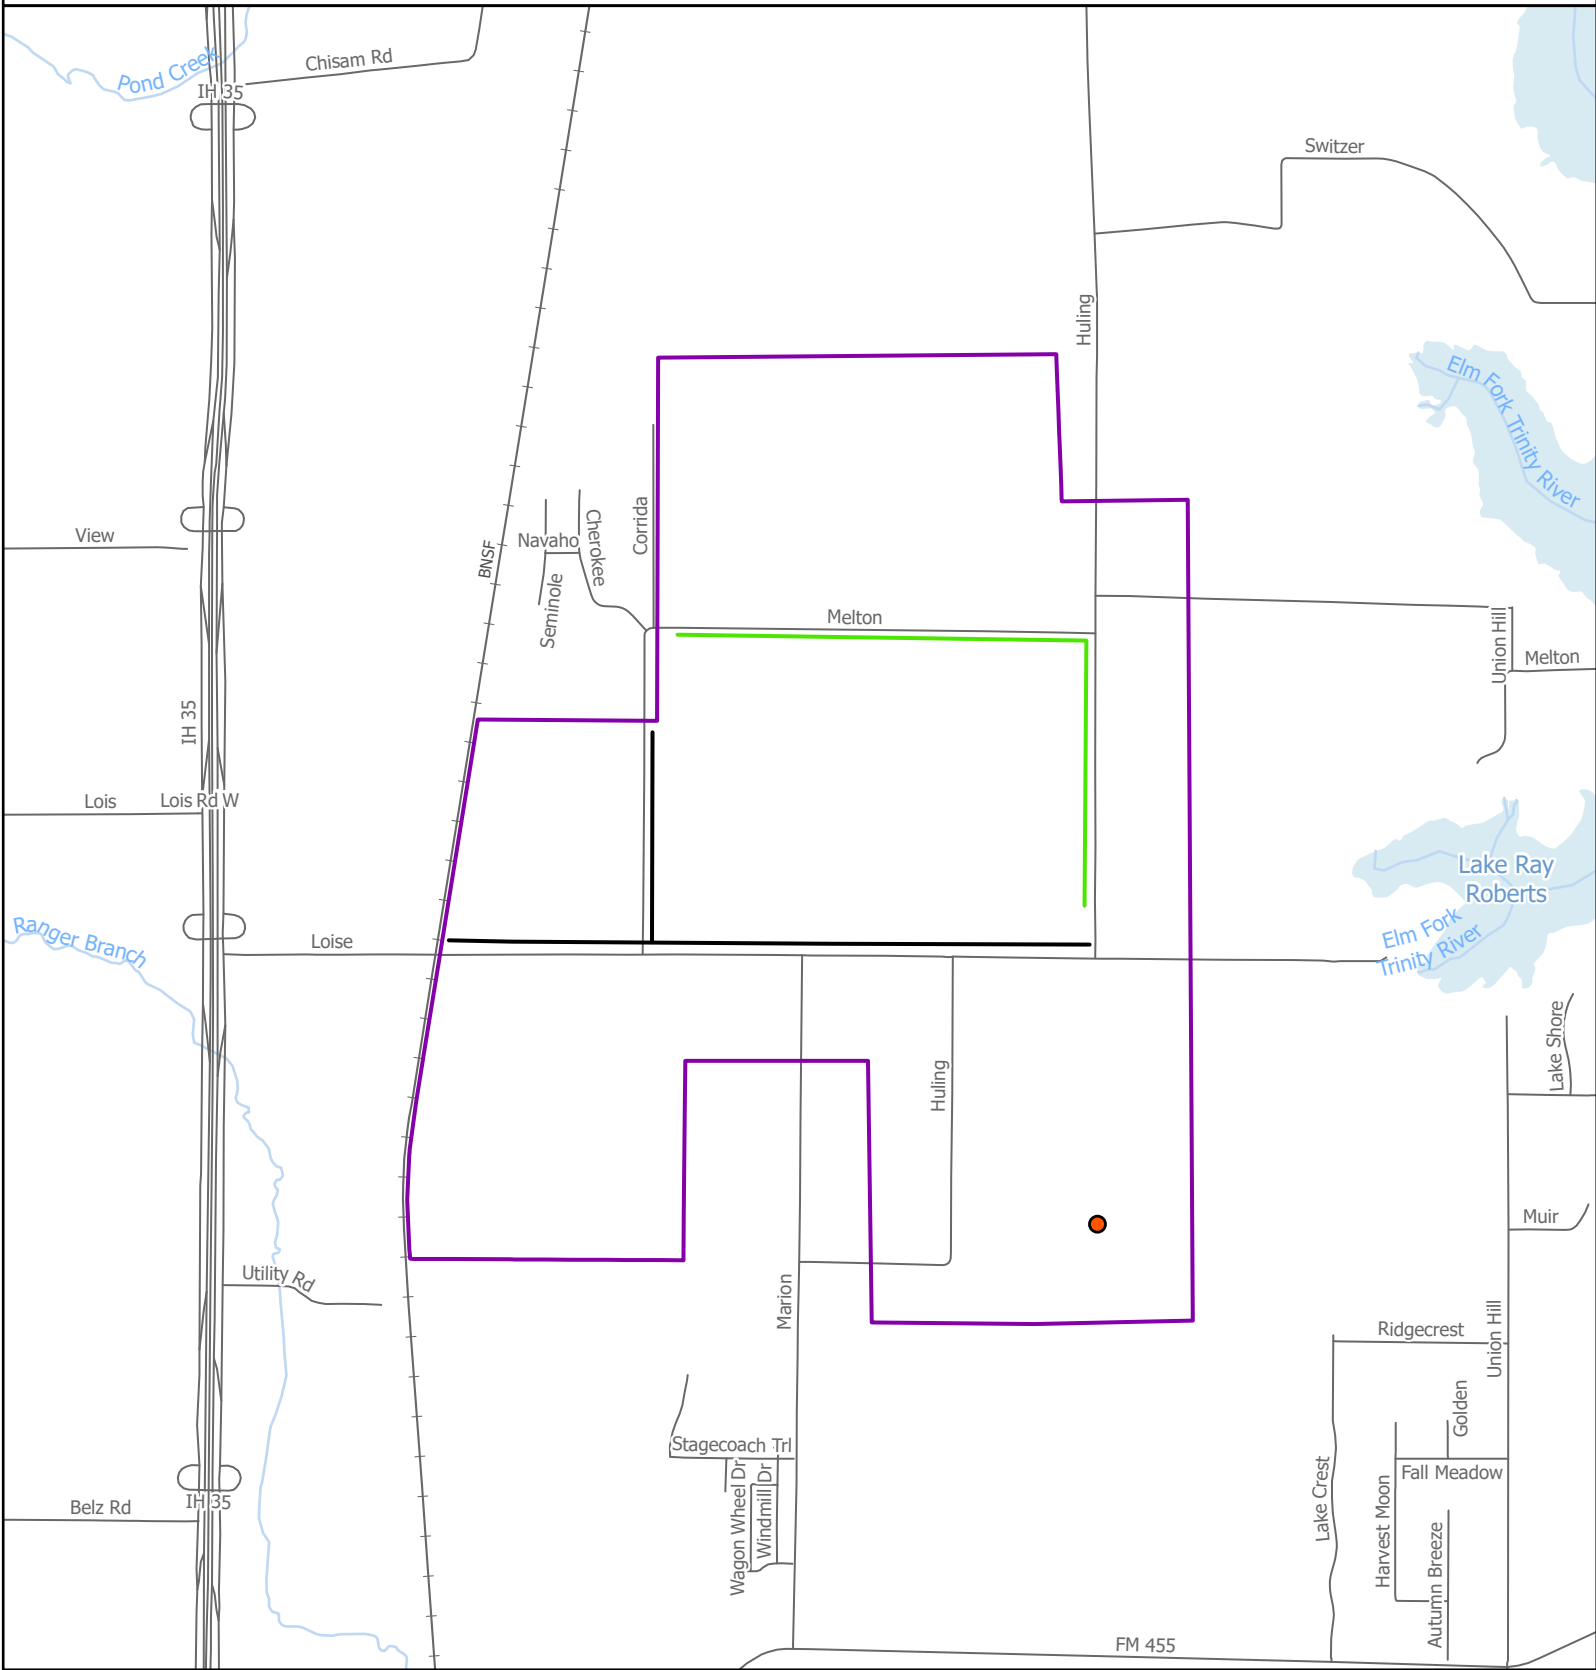 Chisam Rd
Pond Creek
IH 35
Switzer
Huling
Elm Fork Trinity River
Corrida
Cherokee
View
Navaho
BNSF
Seminole
Melton
Union Hill
Melton
IH 35
Lois
Lois Rd W
Lake Ray
Roberts
Ranger Branch
Loise
Elm Fork
Trinity River
Lake Shore
Huling
Muir
Utility Rd
Marion
Ridgecrest
Union Hill
Golden
Stagecoach Trl
Fall Meadow
Wagon Wheel Dr
Windmill Dr
Lake Crest
Harvest Moon
IH 35
Belz Rd
Autumn Breeze
FM 455